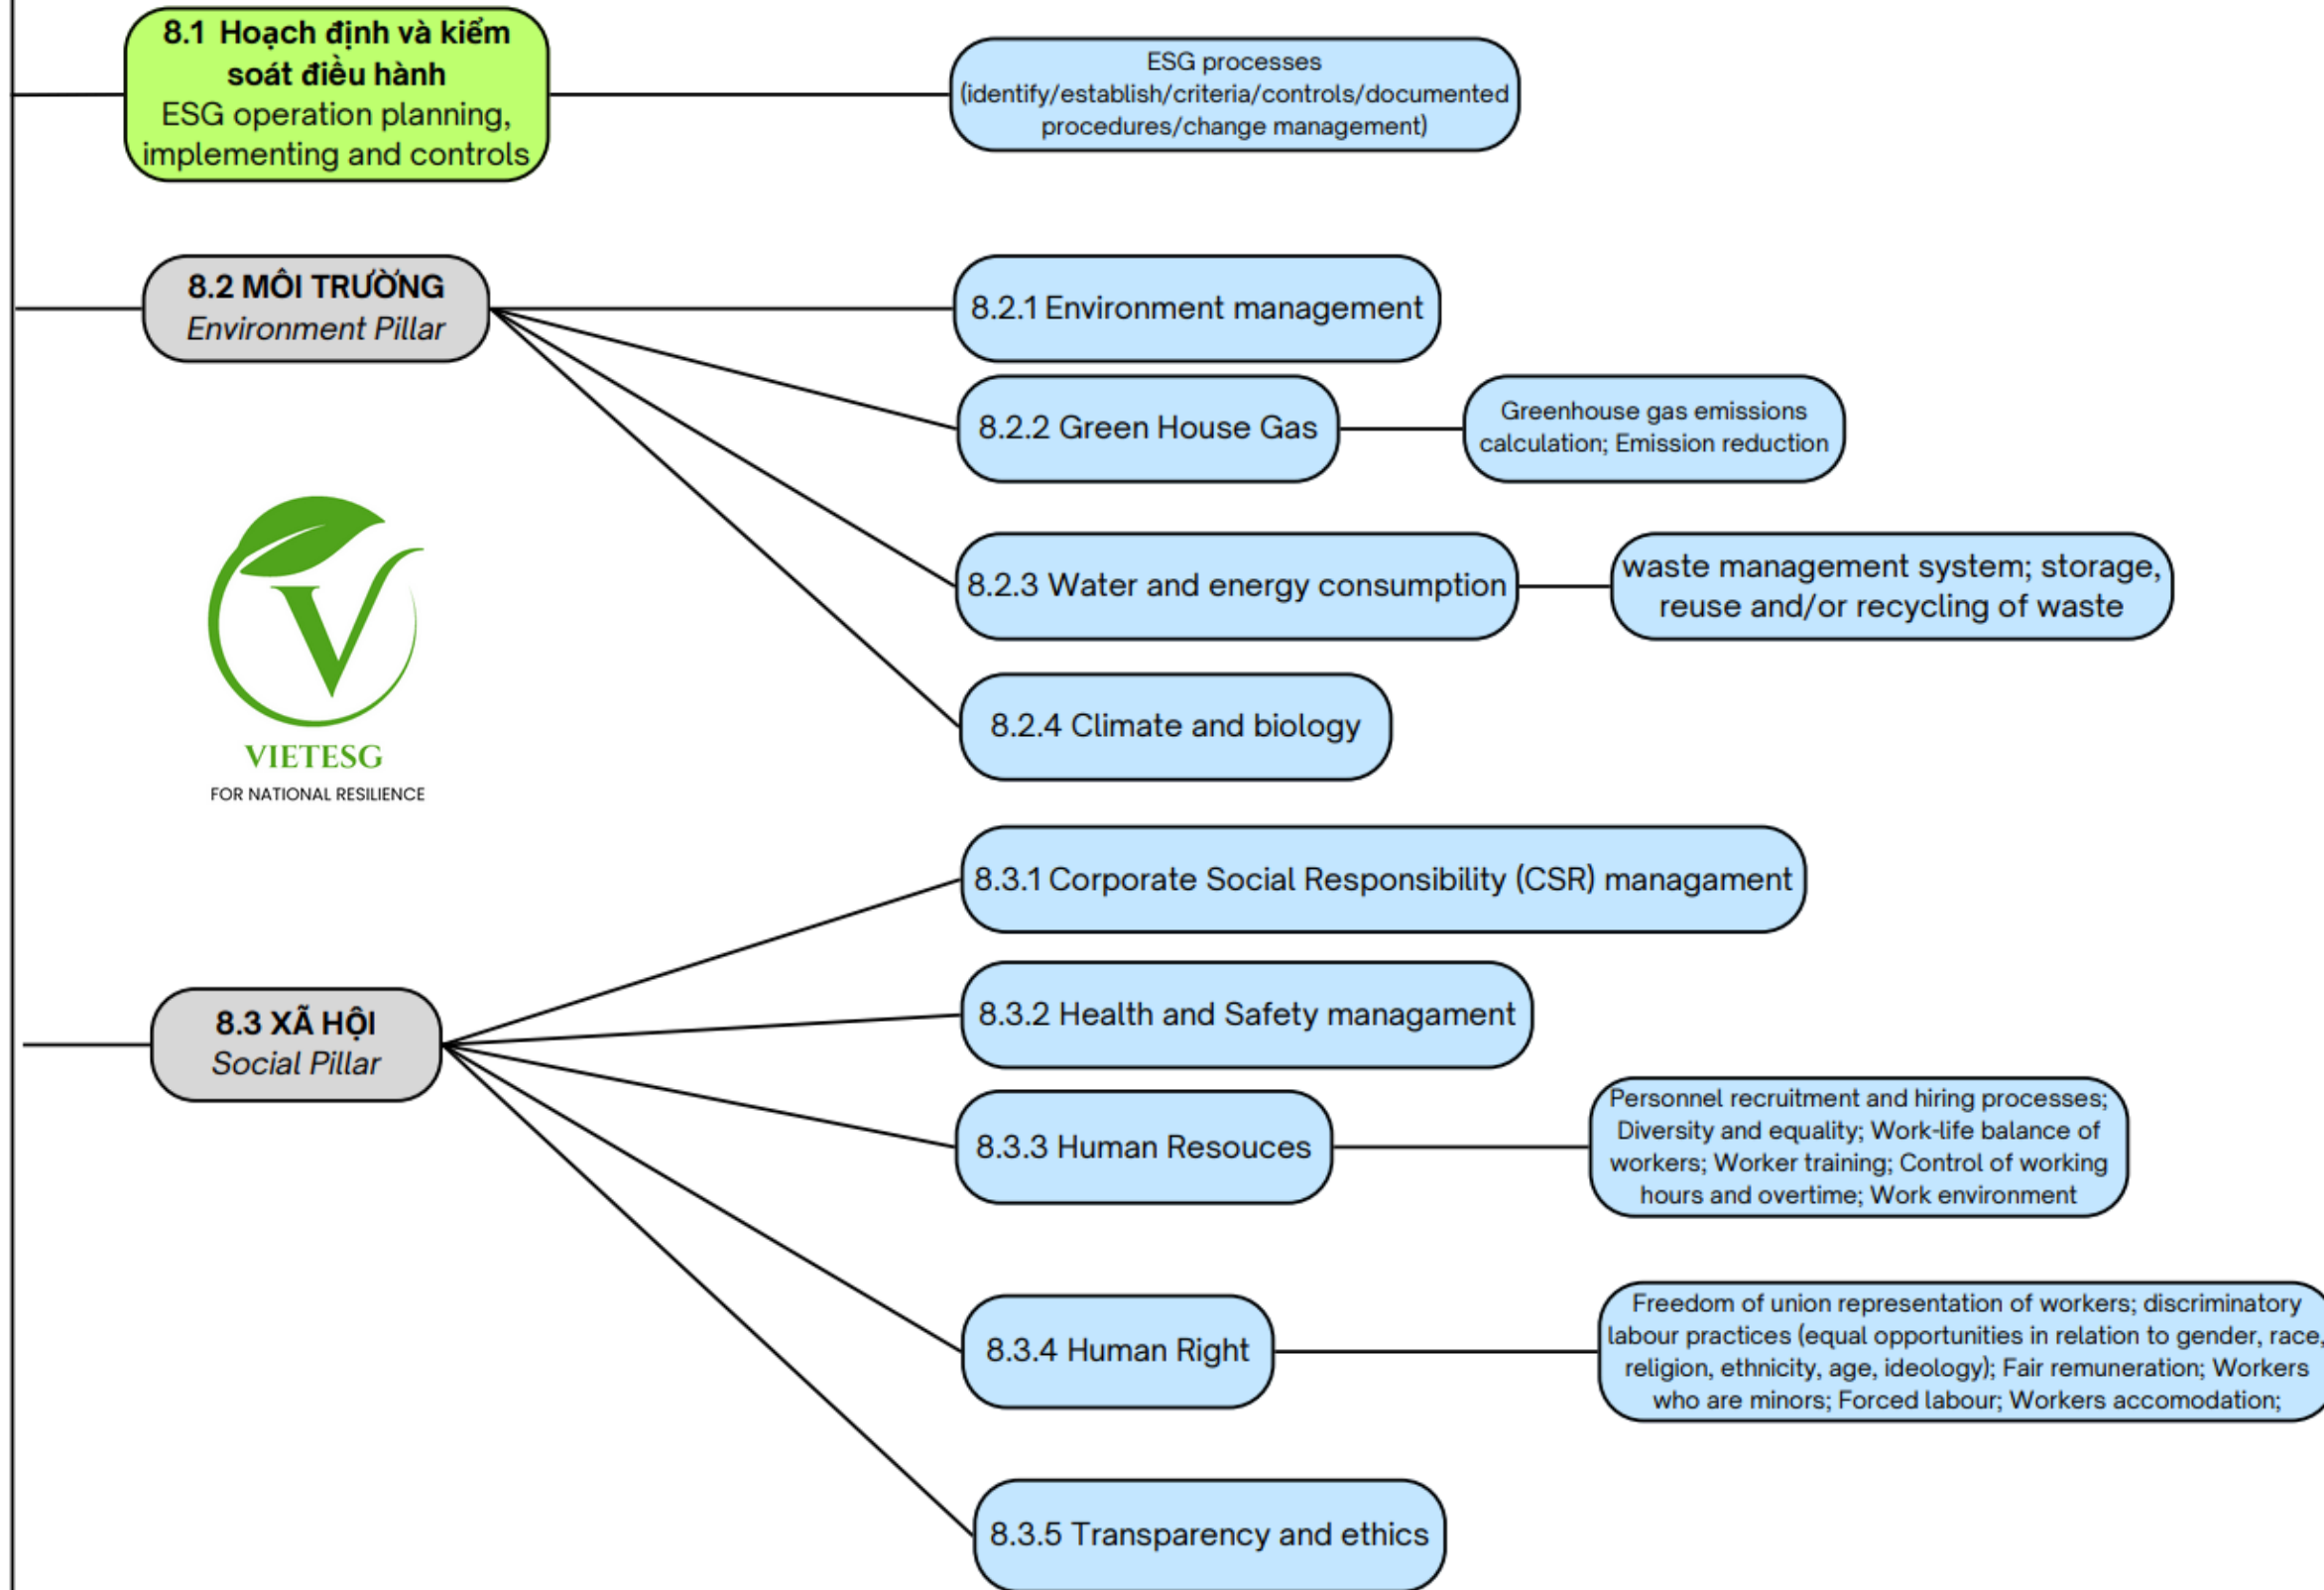 8.1 Hoạch định và kiểm
soát điều hành
ESG operation planning,
implementing and controls
ESG processes
(identify/establish/criteria/controls/documented
procedures/change management)
8.2 MÔI TRƯỜNG
Environment Pillar
8.2.1 Environment management
8.2.2 Green House Gas
Greenhouse gas emissions
calculation; Emission reduction
8.2.3 Water and energy consumption
waste management system; storage,
reuse and/or recycling of waste
8.2.4 Climate and biology
V
VIETESG
FOR NATIONAL RESILIENCE
8.3 XÃ HỘI
Social Pillar
8.3.1 Corporate Social Responsibility (CSR) managament
8.3.2 Health and Safety managament
8.3.3 Human Resouces
Personnel recruitment and hiring processes;
Diversity and equality; Work-life balance of
workers; Worker training; Control of working
hours and overtime; Work environment
8.3.4 Human Right
Freedom of union representation of workers; discriminatory
labour practices (equal opportunities in relation to gender, race,
religion, ethnicity, age, ideology); Fair remuneration; Workers
who are minors; Forced labour; Workers accomodation;
8.3.5 Transparency and ethics